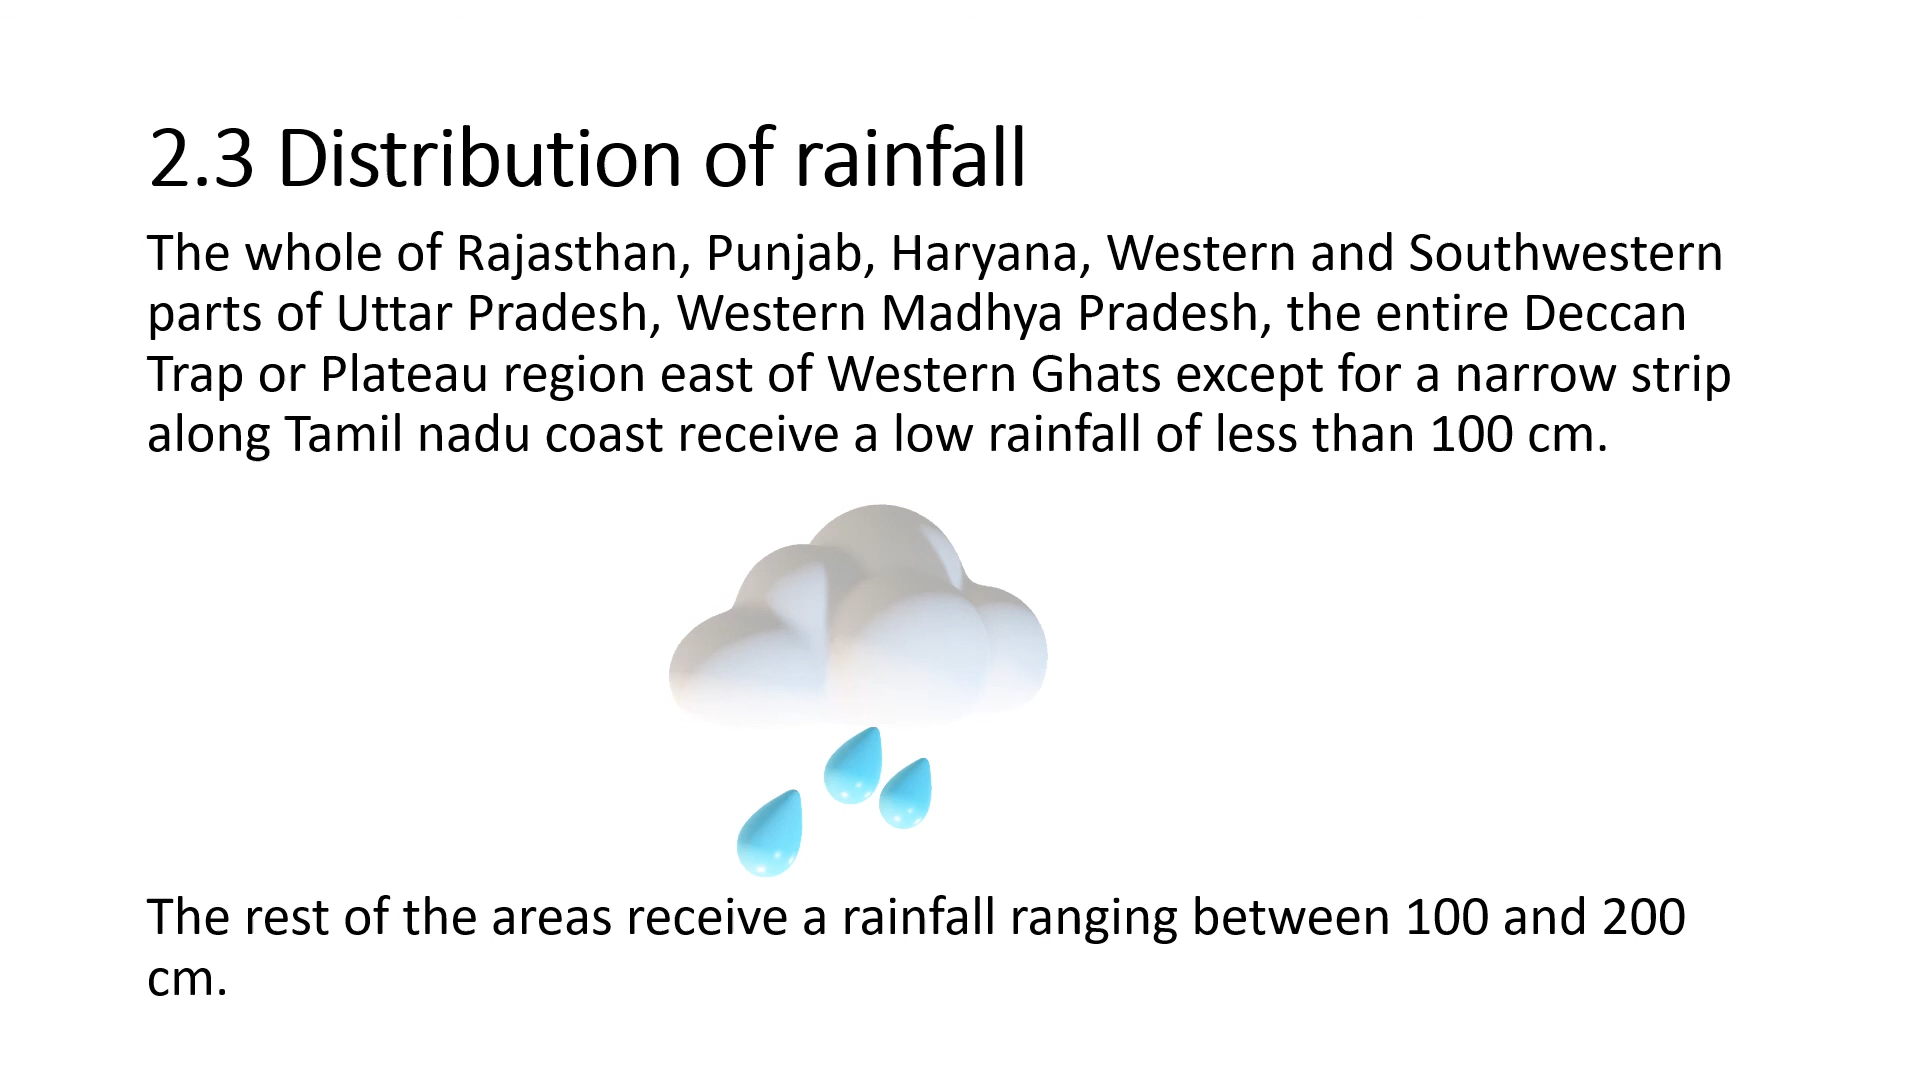 2.3 Distribution of rainfall
The whole of Rajasthan, Punjab, Haryana, Western and Southwestern
parts of Uttar Pradesh, Western Madhya Pradesh, the entire Deccan
Trap or Plateau region east of Western Ghats except for a narrow strip
along Tamil nadu coast receive a low rainfall of less than 100 cm.
The rest of the areas receive a rainfall ranging between 100 and 200
cm.